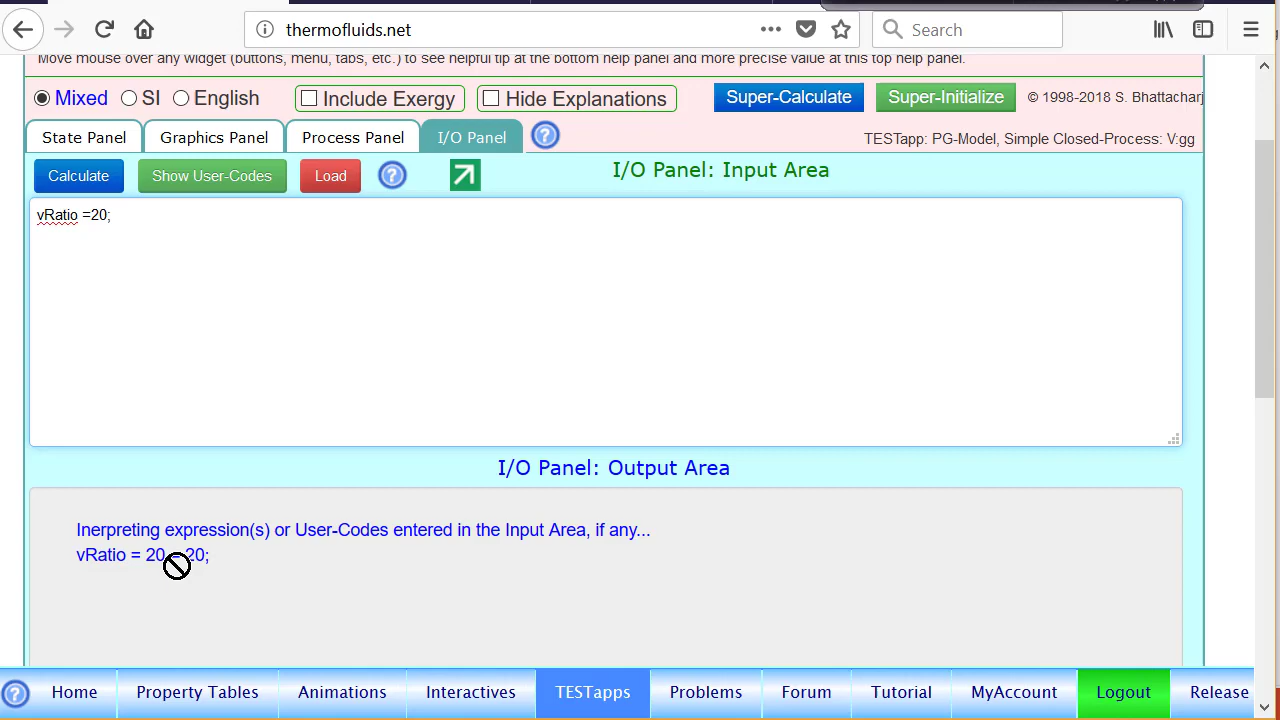 thermofluids.net
Search
Move mouse over any widget (buttons, menu, tabs, etc.) to see helpful tip at the bottom help panel and more precise value at this top help panel.
Mixed SI English Include Exergy Hide Explanations Super-Calculate Super-Initialize © 1998-2018 S. Bhattacharj
State Panel Graphics Panel Process Panel I/O Panel ? TESTapp: PG-Model, Simple Closed-Process: V.gg
Calculate Show User-Codes Load ? I/O Panel: Input Area
vRatio =20;
I/O Panel: Output Area
Inerpreting expression(s) or User-Codes entered in the Input Area, if any...
vRatio = 20 = 20;
? Home Property Tables Animations Interactives TESTapps Problems Forum Tutorial MyAccount Logout Release